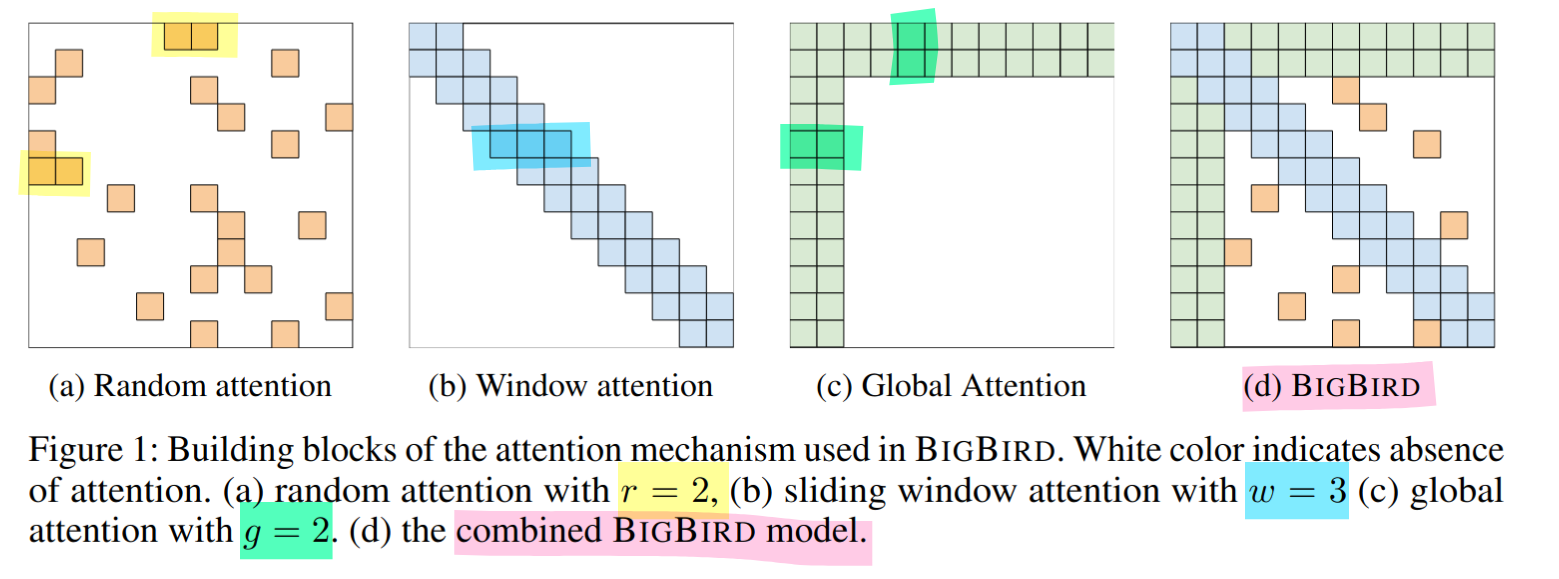 (a) Random attention
(b) Window attention
(c) Global Attention
(d) BIGBIRD
Figure 1: Building blocks of the attention mechanism used in BIGBIRD. White color indicates absence
of attention. (a) random attention with r = 2, (b) sliding window attention with w = 3 (c) global
attention with g = 2. (d) the combined BIGBIRD model.